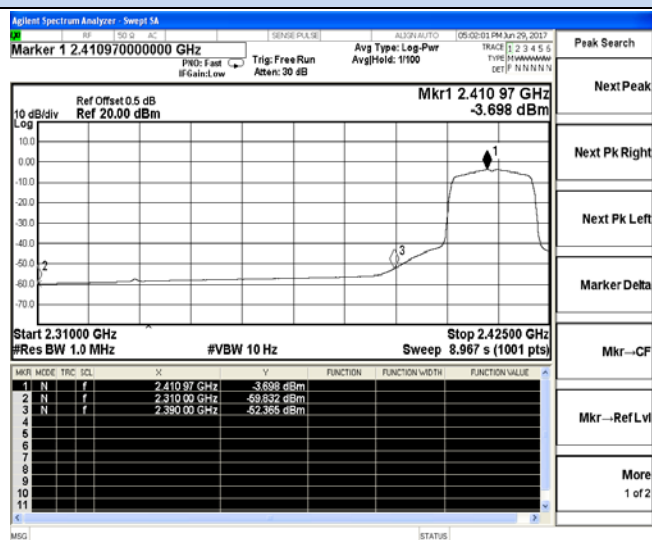 Agilent Spectrum Analyzer - Swept SA
RF 50 Ω AC SENSE:PULSE ALIGN AUTO 05:02:01 PM Jun 29, 2017
Marker 1 2.410970000000 GHz
PNO: Fast Trig: Free Run Avg Type: Log-Pwr TRACE 1 2 3 4 5 6
IFGain:Low Atten: 30 dB Avg|Hold: 1/100 TYPE MWWWWW
DET P NNNNN
Peak Search
Next Peak
Next Pk Right
Next Pk Left
Marker Delta
Mkr→CF
Mkr→Ref Lvl
More
1 of 2
Mkr1 2.410 97 GHz
-3.698 dBm
Ref Offset 0.5 dB
10 dB/div Ref 20.00 dBm
Log
10.0
0.00
-10.0
-20.0
-30.0
-40.0
-50.0
-60.0
-70.0
1
2
3
Start 2.31000 GHz Stop 2.42500 GHz
#Res BW 1.0 MHz #VBW 10 Hz Sweep 8.967 s (1001 pts)
MKR MODE TRC SCL X Y FUNCTION FUNCTION WIDTH FUNCTION VALUE
1 N f 2.410 97 GHz -3.698 dBm
2 N f 2.310 00 GHz -59.832 dBm
3 N f 2.390 00 GHz -52.365 dBm
4
5
6
7
8
9
10
11
MSG STATUS